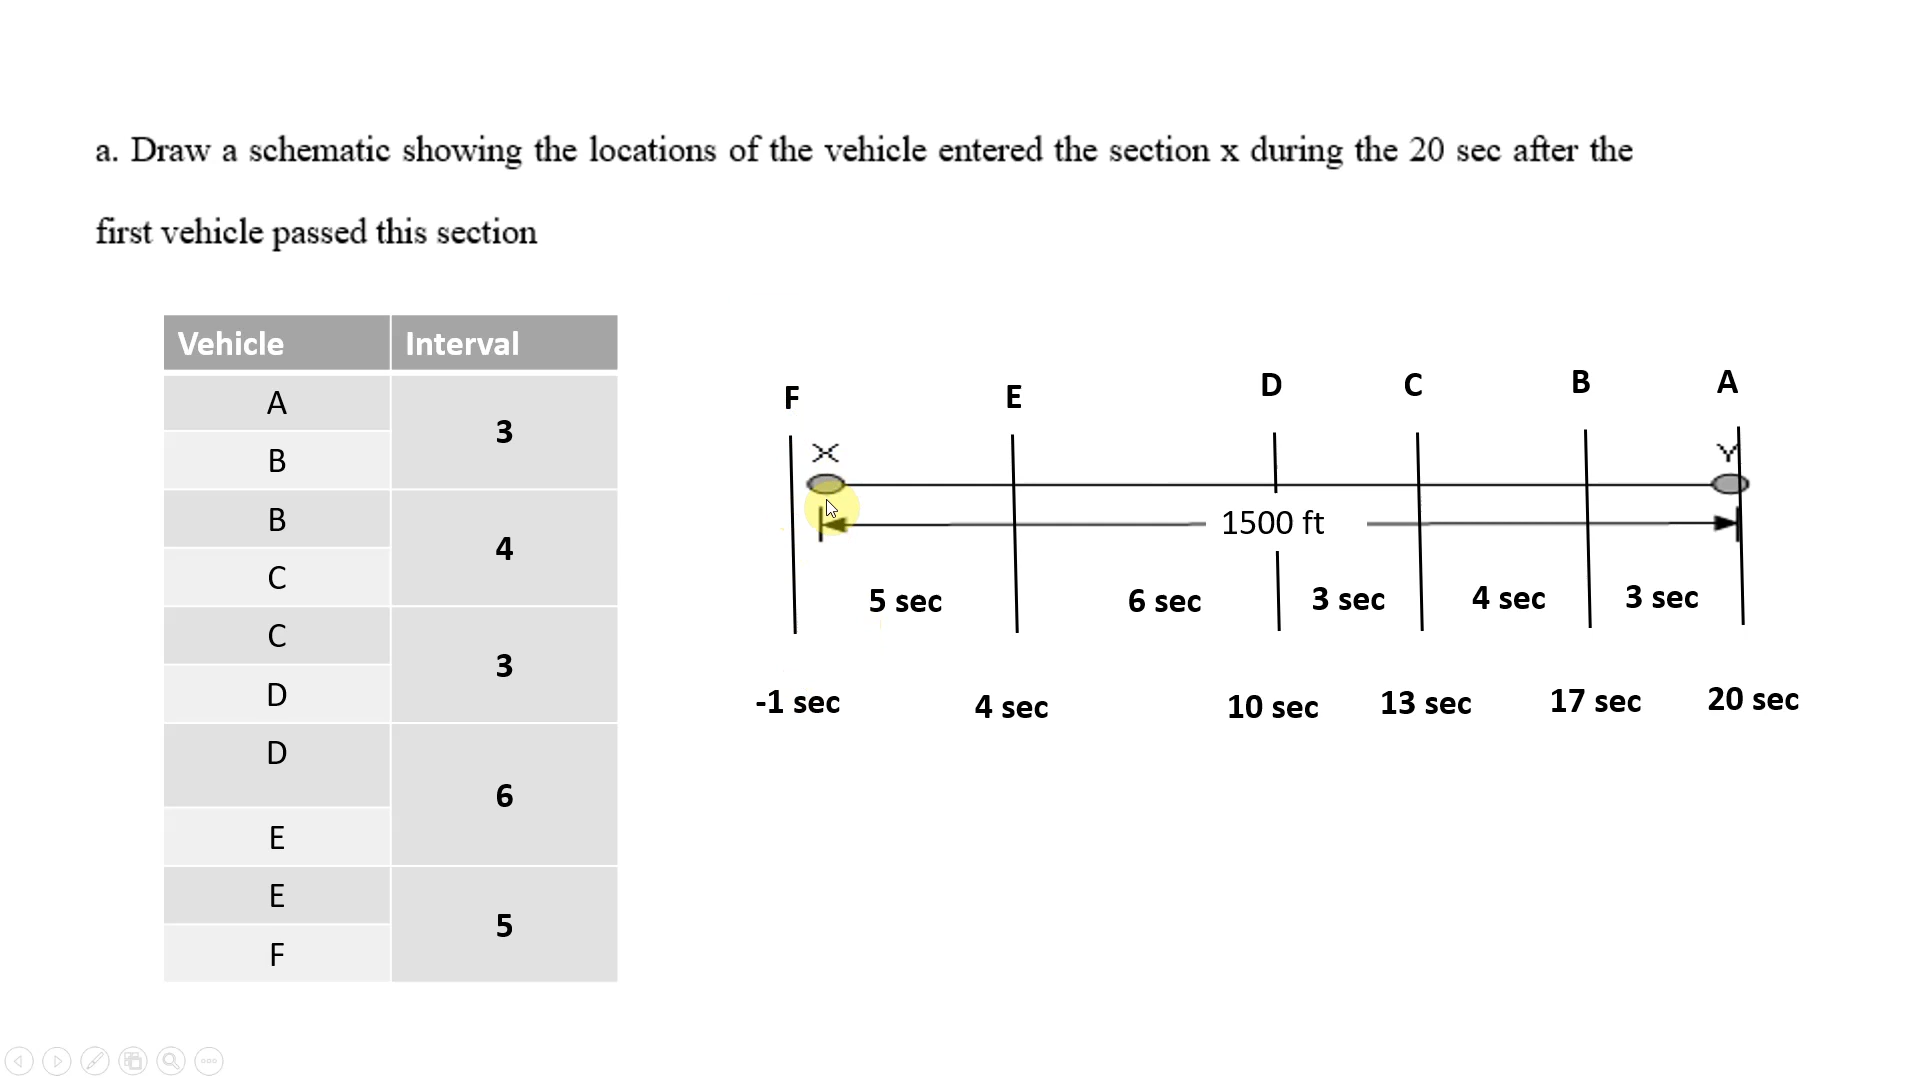 a. Draw a schematic showing the locations of the vehicle entered the section x during the 20 sec after the
first vehicle passed this section
Vehicle Interval
A
3
B
B
4
C
C
3
D
D
6
E
E
5
F
F E D C B A
X Y
1500 ft
5 sec 6 sec 3 sec 4 sec 3 sec
-1 sec 4 sec 10 sec 13 sec 17 sec 20 sec